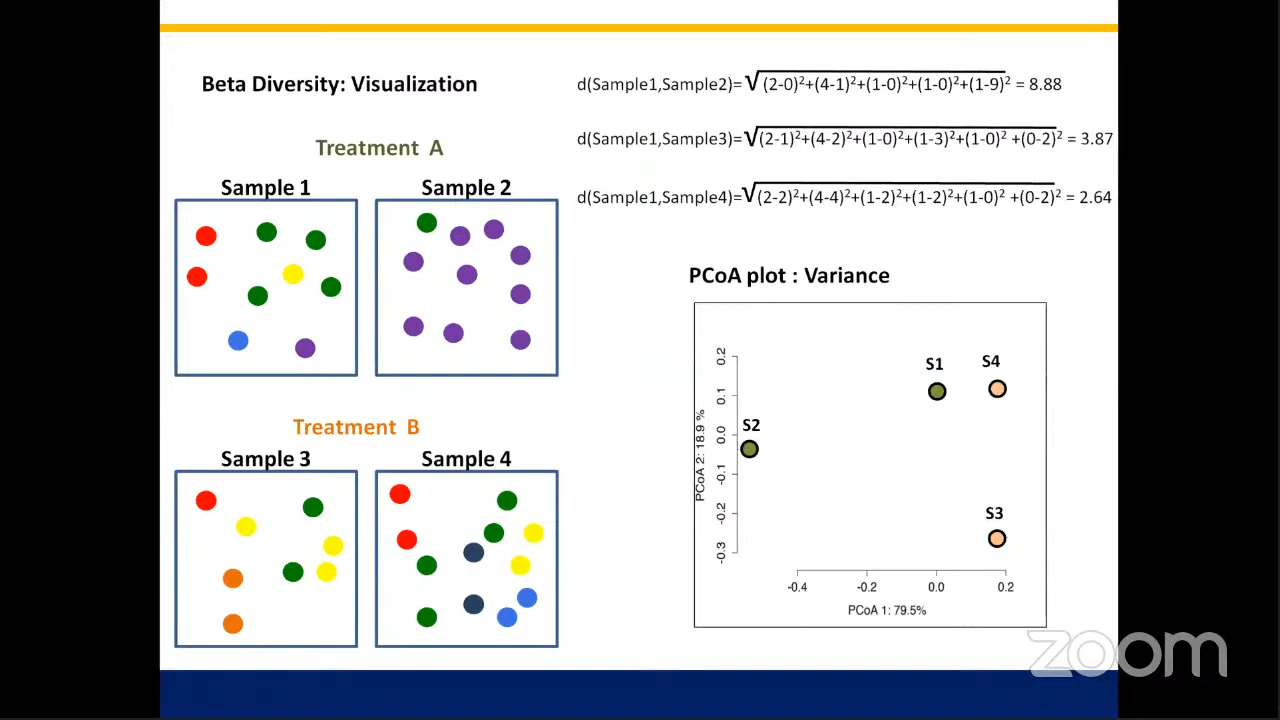 Beta Diversity: Visualization
d(Sample1,Sample2)=√(2-0)²+(4-1)²+(1-0)²+(1-0)²+(1-9)² = 8.88
d(Sample1,Sample3)=√(2-1)²+(4-2)²+(1-0)²+(1-3)²+(1-0)² +(0-2)² = 3.87
d(Sample1,Sample4)=√(2-2)²+(4-4)²+(1-2)²+(1-2)²+(1-0)² +(0-2)² = 2.64
Treatment A
Sample 1
Sample 2
Treatment B
Sample 3
Sample 4
PCoA plot : Variance
S1
S4
S2
S3
PCoA 2: 18.9 %
0.2
0.1
0.0
-0.1
-0.2
-0.3
-0.4
-0.2
0.0
0.2
PCoA 1: 79.5%
zoom